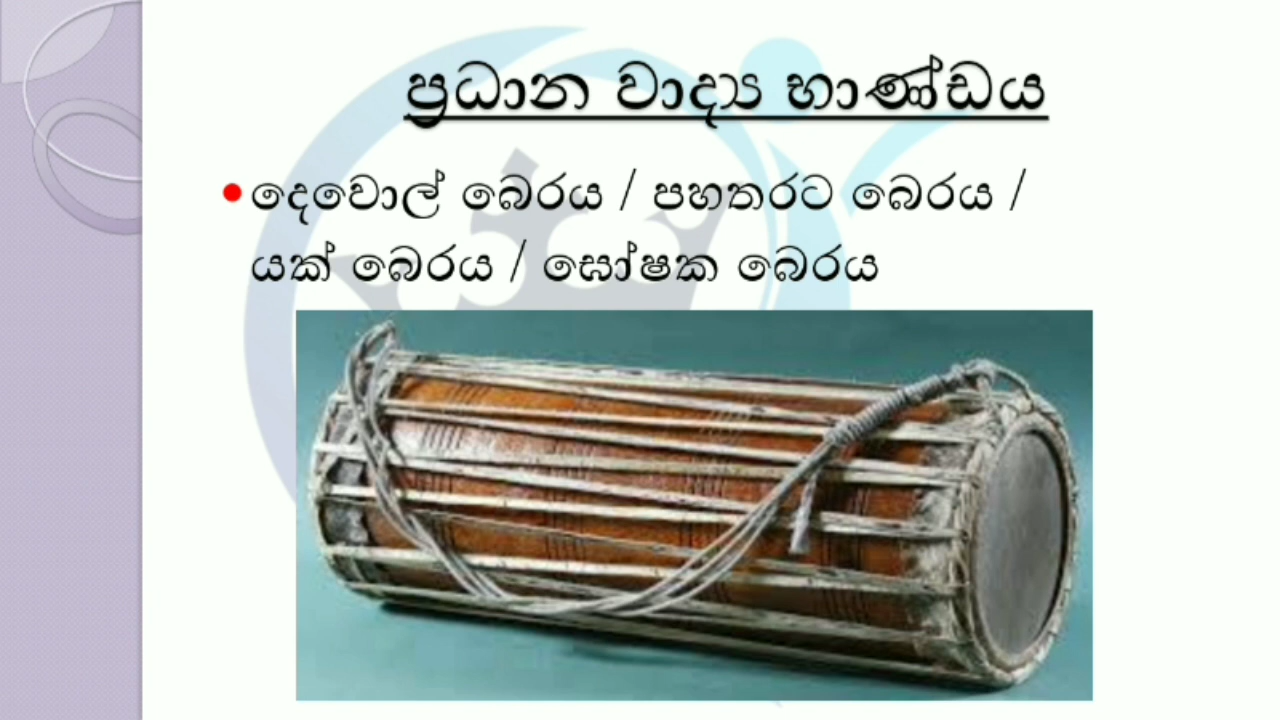 ප්‍රධාන වාද්‍ය භාණ්ඩය
දෙවොල් බෙරය / පහතරට බෙරය /
යක් බෙරය / ඝෝෂක බෙරය